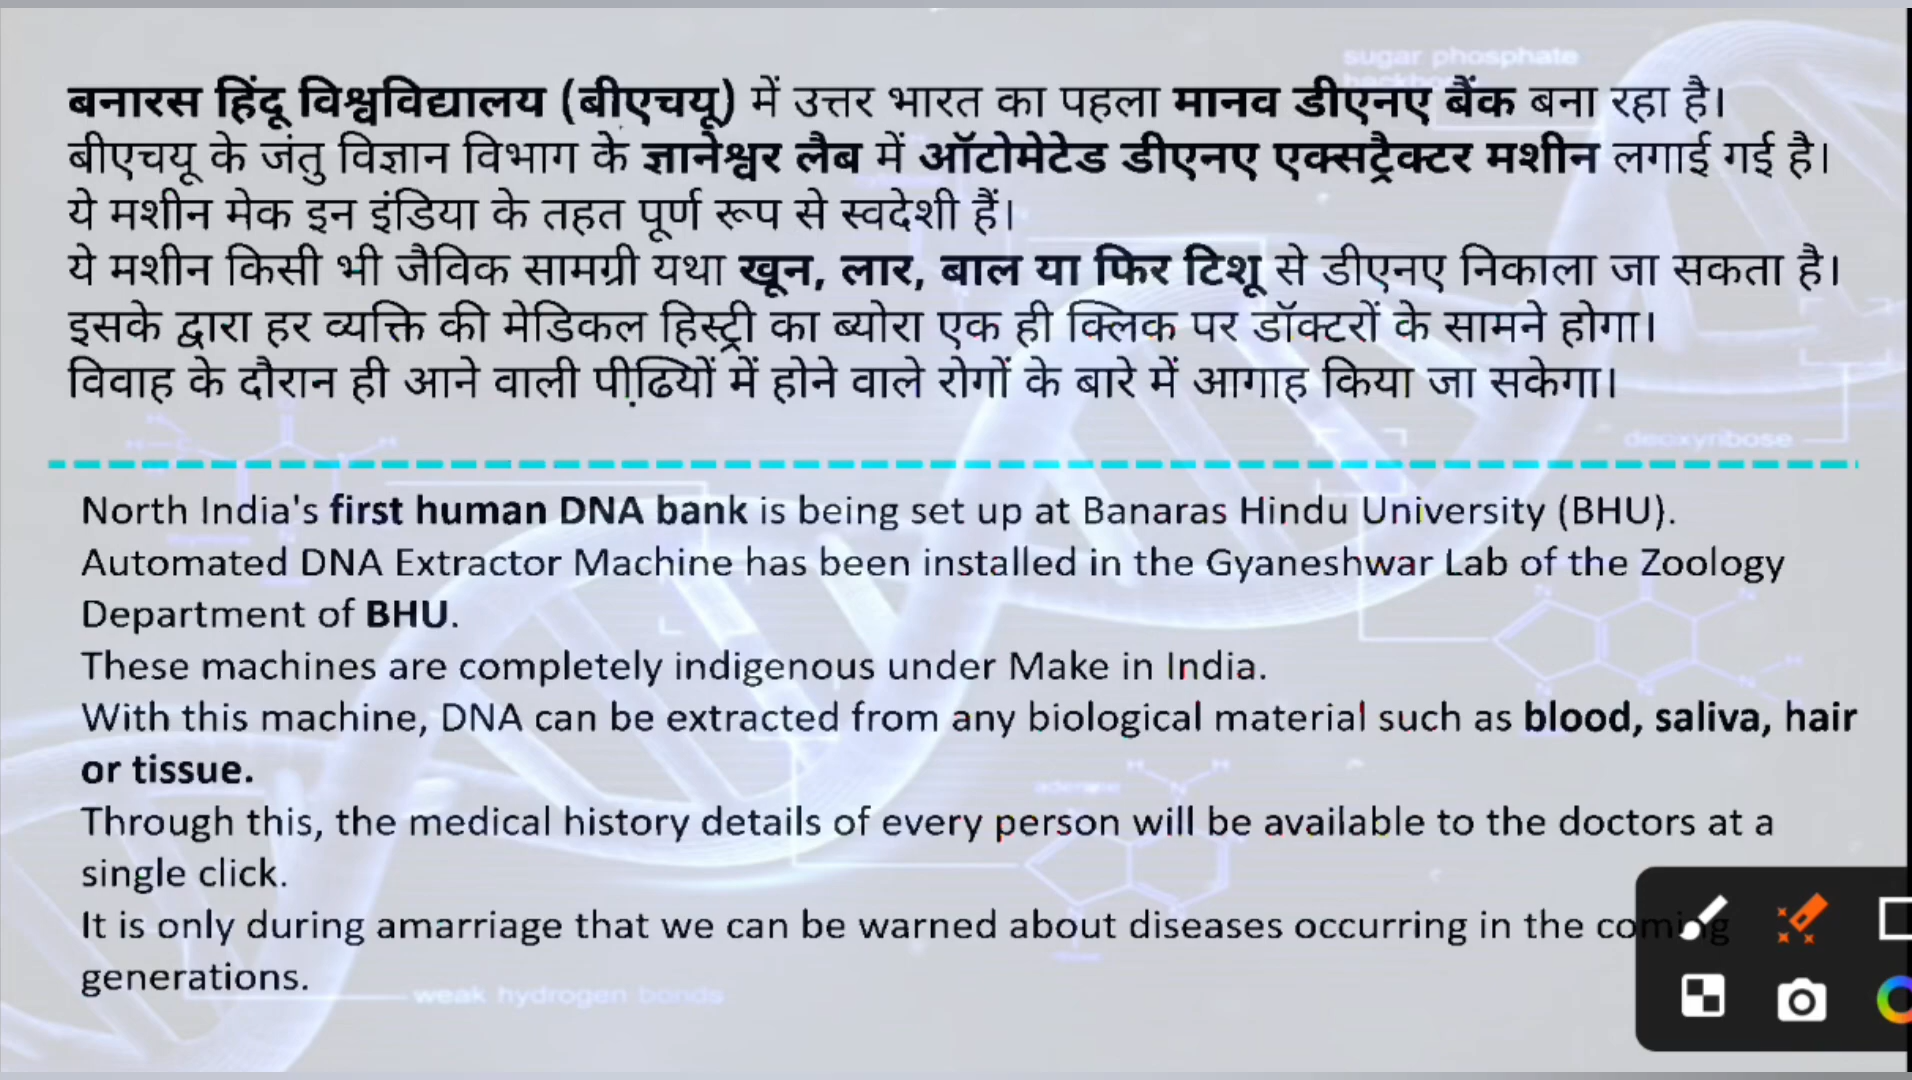 sugar phosphate
backbone
बनारस हिंदू विश्वविद्यालय (बीएचयू) में उत्तर भारत का पहला मानव डीएनए बैंक बना रहा है।
बीएचयू के जंतु विज्ञान विभाग के ज्ञानेश्वर लैब में ऑटोमेटेड डीएनए एक्सट्रैक्टर मशीन लगाई गई है।
ये मशीन मेक इन इंडिया के तहत पूर्ण रूप से स्वदेशी हैं।
ये मशीन किसी भी जैविक सामग्री यथा खून, लार, बाल या फिर टिशू से डीएनए निकाला जा सकता है।
इसके द्वारा हर व्यक्ति की मेडिकल हिस्ट्री का ब्योरा एक ही क्लिक पर डॉक्टरों के सामने होगा।
विवाह के दौरान ही आने वाली पीढ़ियों में होने वाले रोगों के बारे में आगाह किया जा सकेगा।
deoxyribose
North India's first human DNA bank is being set up at Banaras Hindu University (BHU).
Automated DNA Extractor Machine has been installed in the Gyaneshwar Lab of the Zoology
Department of BHU.
These machines are completely indigenous under Make in India.
With this machine, DNA can be extracted from any biological material such as blood, saliva, hair
or tissue.
adenine
Through this, the medical history details of every person will be available to the doctors at a
single click.
It is only during amarriage that we can be warned about diseases occurring in the coming
generations.
weak hydrogen bonds